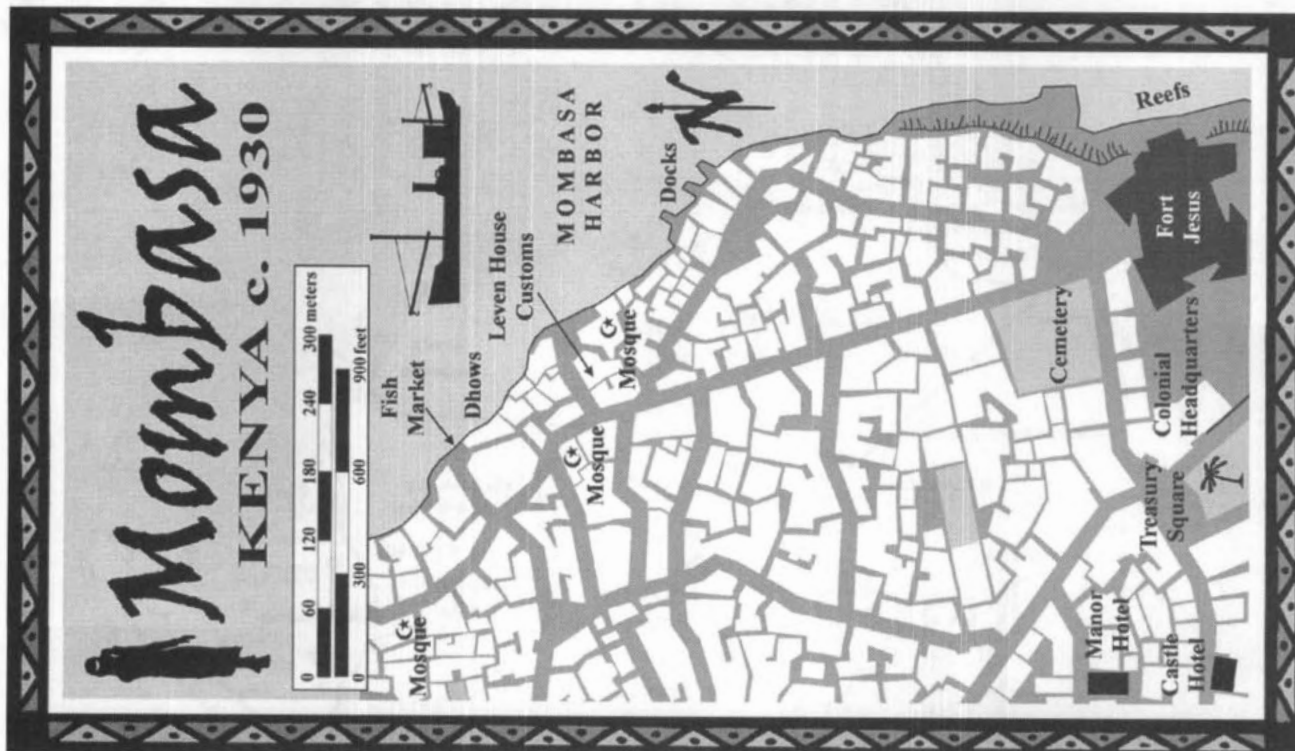 Mombasa
KENYA c. 1930
0 60 120 180 240 300 meters
0 300 600 900 feet
Fish
Market
Dhows
Leven House
Customs
MOMBASA
HARBOR
N
Docks
Reefs
Mosque
Mosque
Mosque
Fort
Jesus
Cemetery
Colonial
Headquarters
Treasury
Square
Manor
Hotel
Castle
Hotel